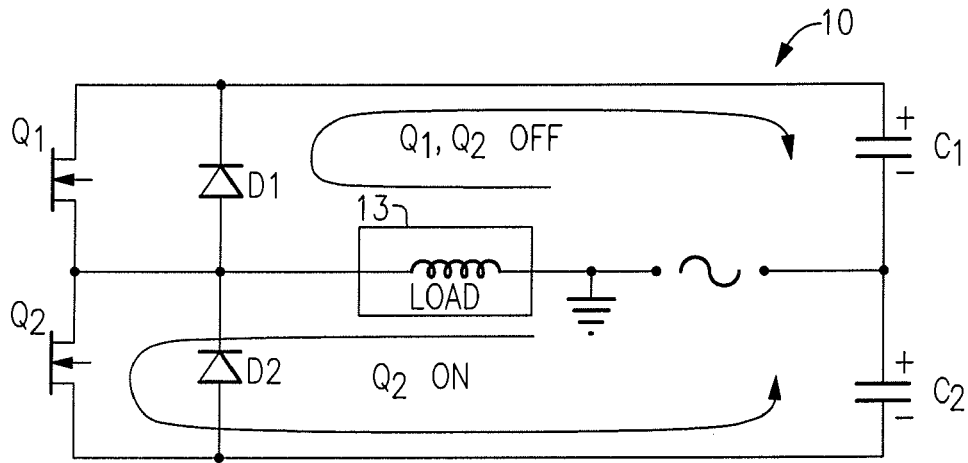 10
Q1
Q1, Q2 OFF
+
C1
-
D1
13
LOAD
Q2
D2
Q2 ON
+
C2
-